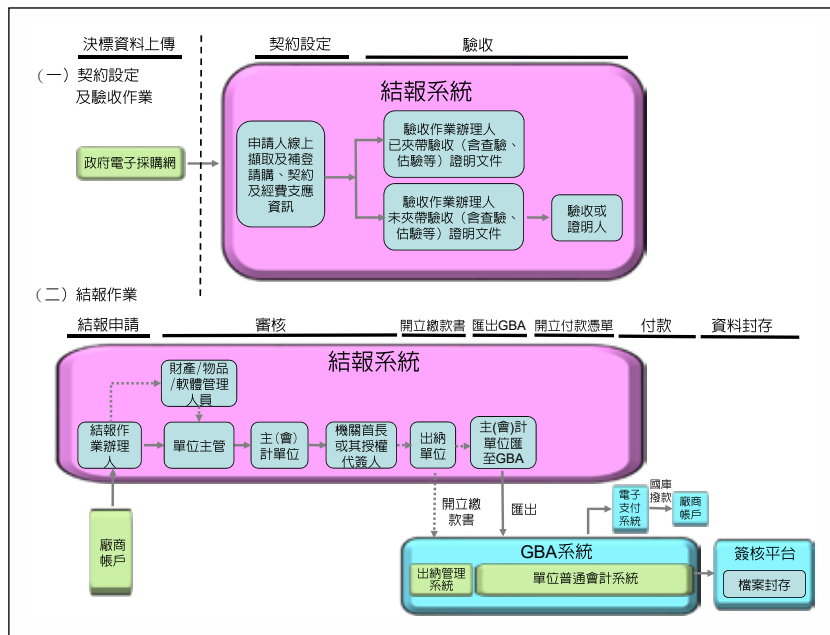 決標資料上傳
契約設定
驗收
（一）契約設定
及驗收作業
結報系統
政府電子採購網
申請人線上
擷取及補登
請購、契約
及經費支應
資訊
驗收作業辦理人
已夾帶驗收（含查驗、
估驗等）證明文件
驗收作業辦理人
未夾帶驗收（含查驗、
估驗等）證明文件
驗收或
證明人
（二）結報作業
結報申請
審核
開立繳款書
匯出GBA
開立付款憑單
付款
資料封存
結報系統
財產/物品
/軟體管理
人員
結報作
業辦理
人
單位主管
主（會）
計單位
機關首長
或其授權
代簽人
出納
單位
主(會)計
單位匯
至GBA
廠商
帳戶
開立繳
款書
匯出
電子
支付
系統
國庫
撥款
廠商
帳戶
GBA系統
出納管理
系統
單位普通會計系統
簽核平台
檔案封存